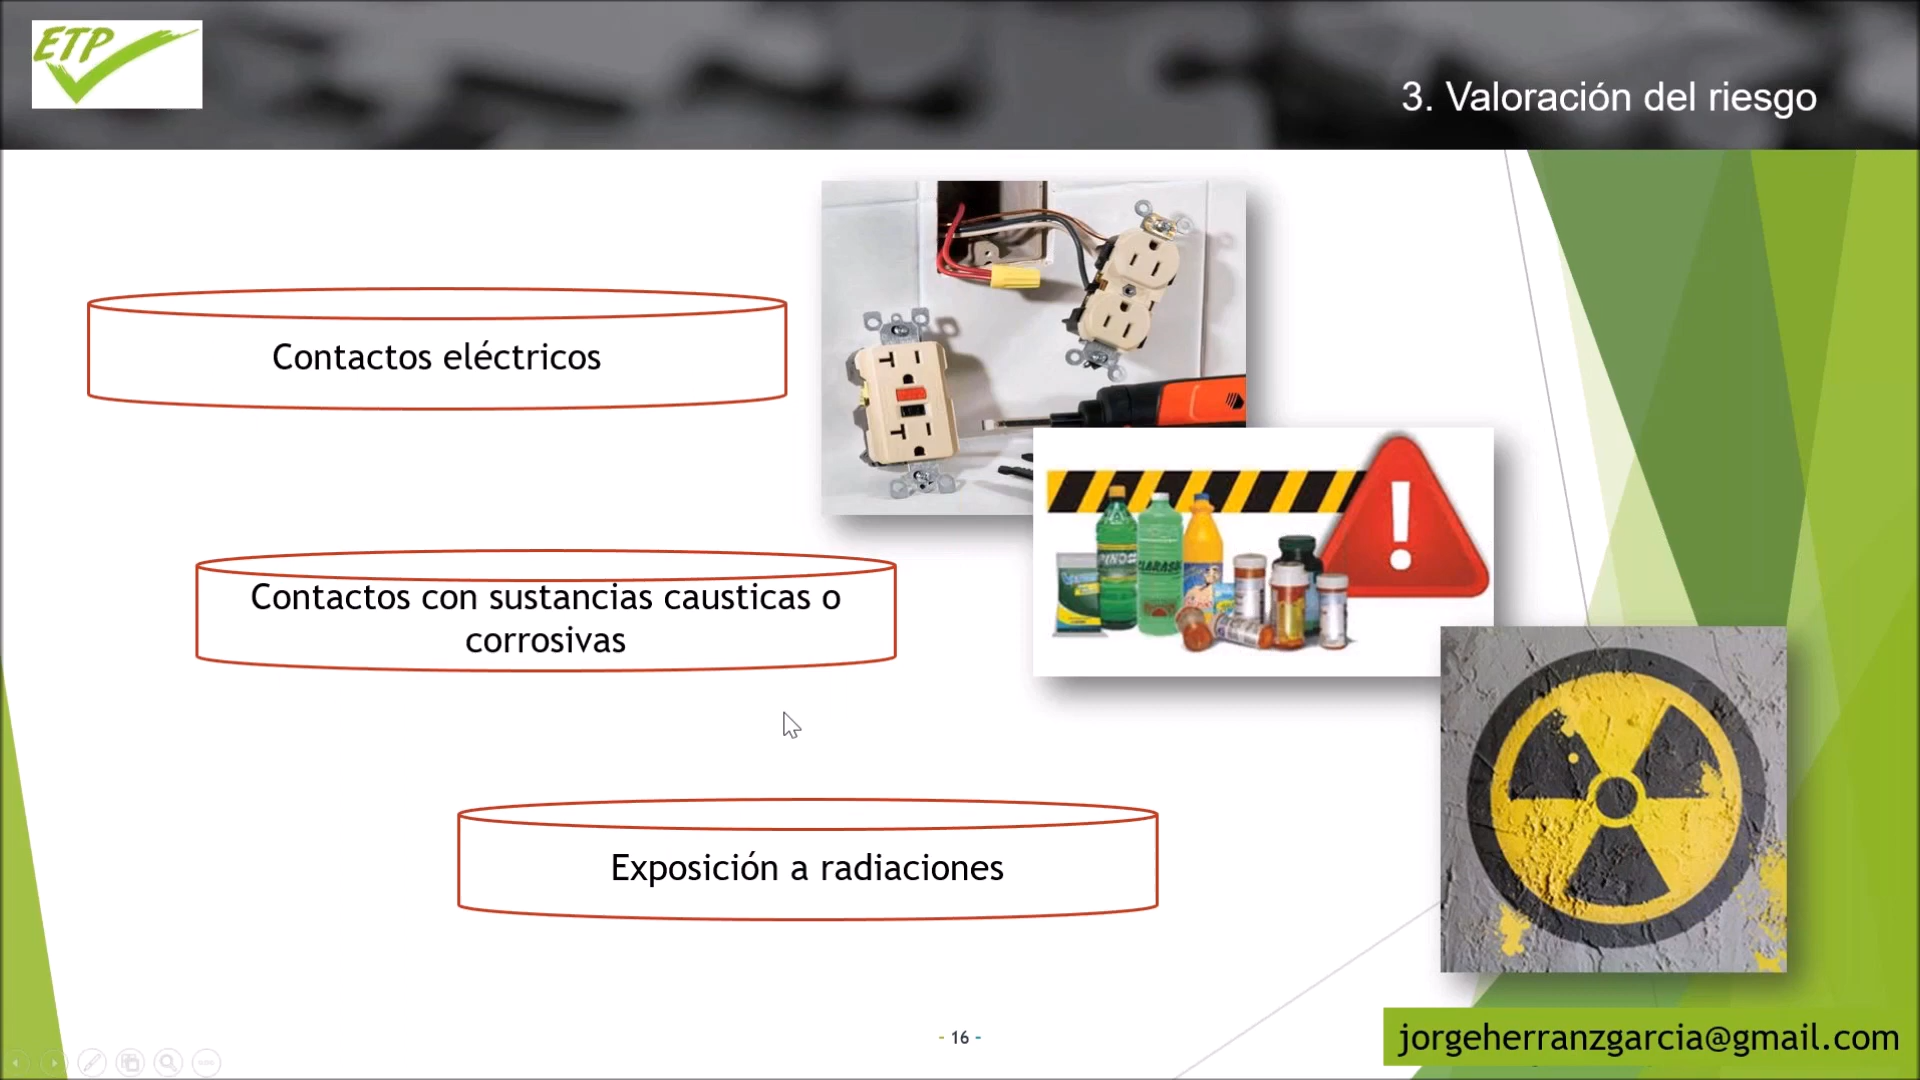 ETP
3. Valoración del riesgo
Contactos eléctricos
Contactos con sustancias causticas o
corrosivas
Exposición a radiaciones
- 16 -
jorgeherranzgarcia@gmail.com